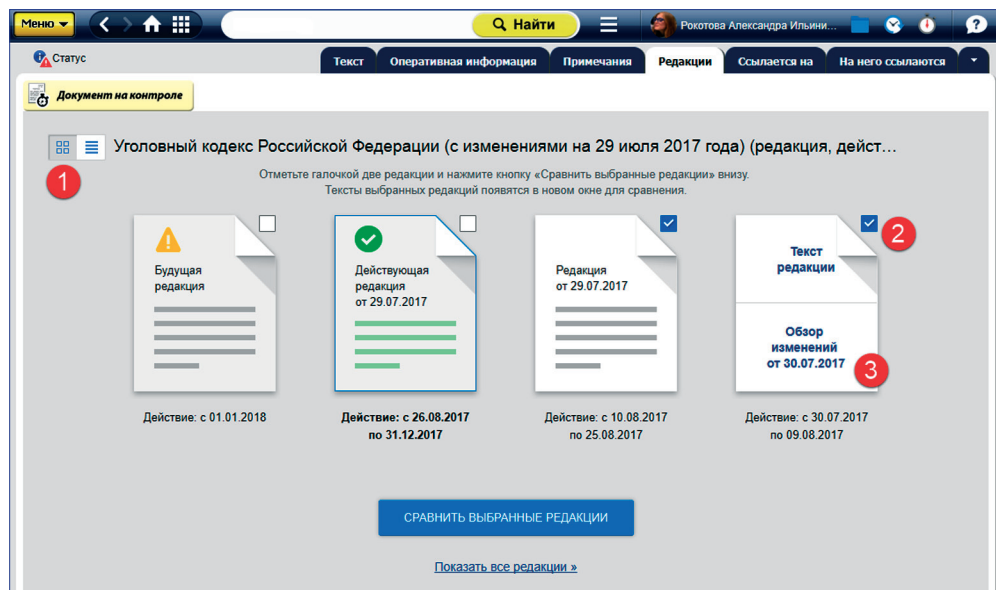 Меню
Найти
Рокотова Александра Ильини...
?
Статус
Текст
Оперативная информация
Примечания
Редакции
Ссылается на
На него ссылаются
Документ на контроле
Уголовный кодекс Российской Федерации (с изменениями на 29 июля 2017 года) (редакция, дейст...
1
Отметьте галочкой две редакции и нажмите кнопку «Сравнить выбранные редакции» внизу.
Тексты выбранных редакций появятся в новом окне для сравнения.
Будущая
редакция
Действие: с 01.01.2018
Действующая
редакция
от 29.07.2017
Действие: с 26.08.2017
по 31.12.2017
Редакция
от 29.07.2017
Действие: с 10.08.2017
по 25.08.2017
2
Текст
редакции
Обзор
изменений
от 30.07.2017
3
Действие: с 30.07.2017
по 09.08.2017
СРАВНИТЬ ВЫБРАННЫЕ РЕДАКЦИИ
Показать все редакции »